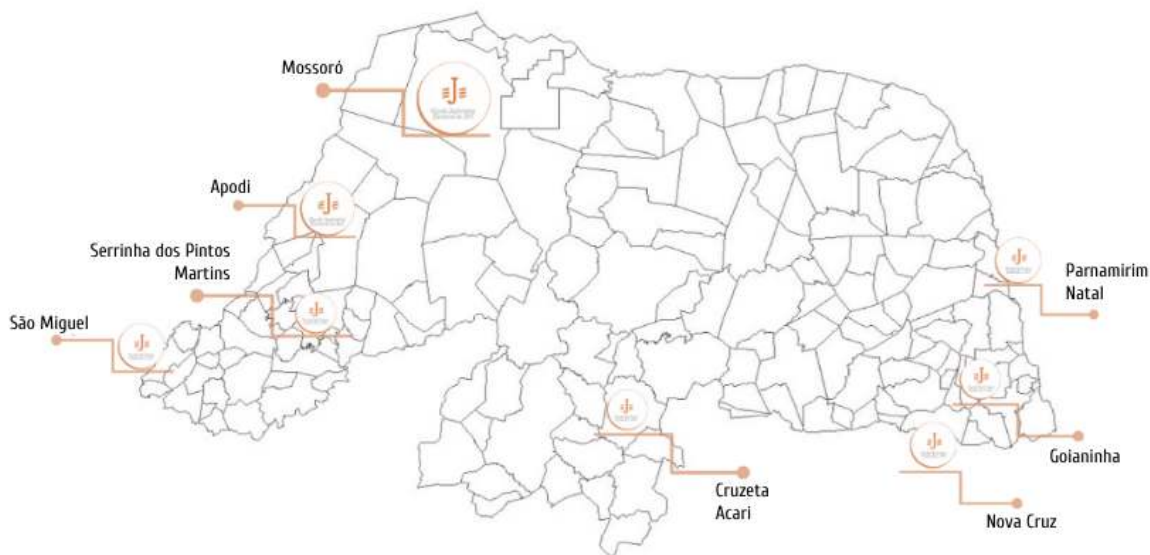 Mossoró
Apodi
Serrinha dos Pintos
Martins
São Miguel
Parnamirim
Natal
Goianinha
Cruzeta
Acari
Nova Cruz